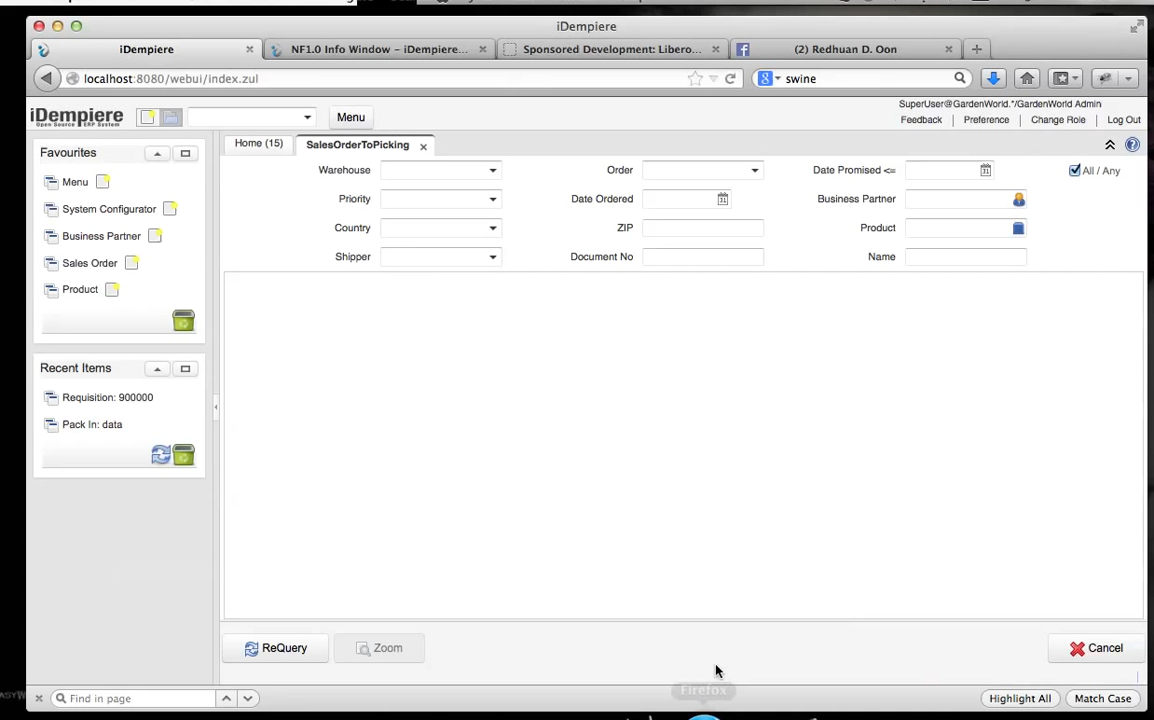 iDempiere
iDempiere
NF1.0 Info Window – iDempiere...
Sponsored Development: Libero...
(2) Redhuan D. Oon
localhost:8080/webui/index.zul
swine
iDempiere
Open Source ERP System
Menu
SuperUser@GardenWorld.*/GardenWorld Admin
Feedback Preference Change Role Log Out
Favourites
Menu
System Configurator
Business Partner
Sales Order
Product
Recent Items
Requisition: 900000
Pack In: data
Home (15) SalesOrderToPicking
Warehouse Order Date Promised <= All / Any
Priority Date Ordered Business Partner
Country ZIP Product
Shipper Document No Name
ReQuery Zoom Cancel
Firefox
Find in page Highlight All Match Case